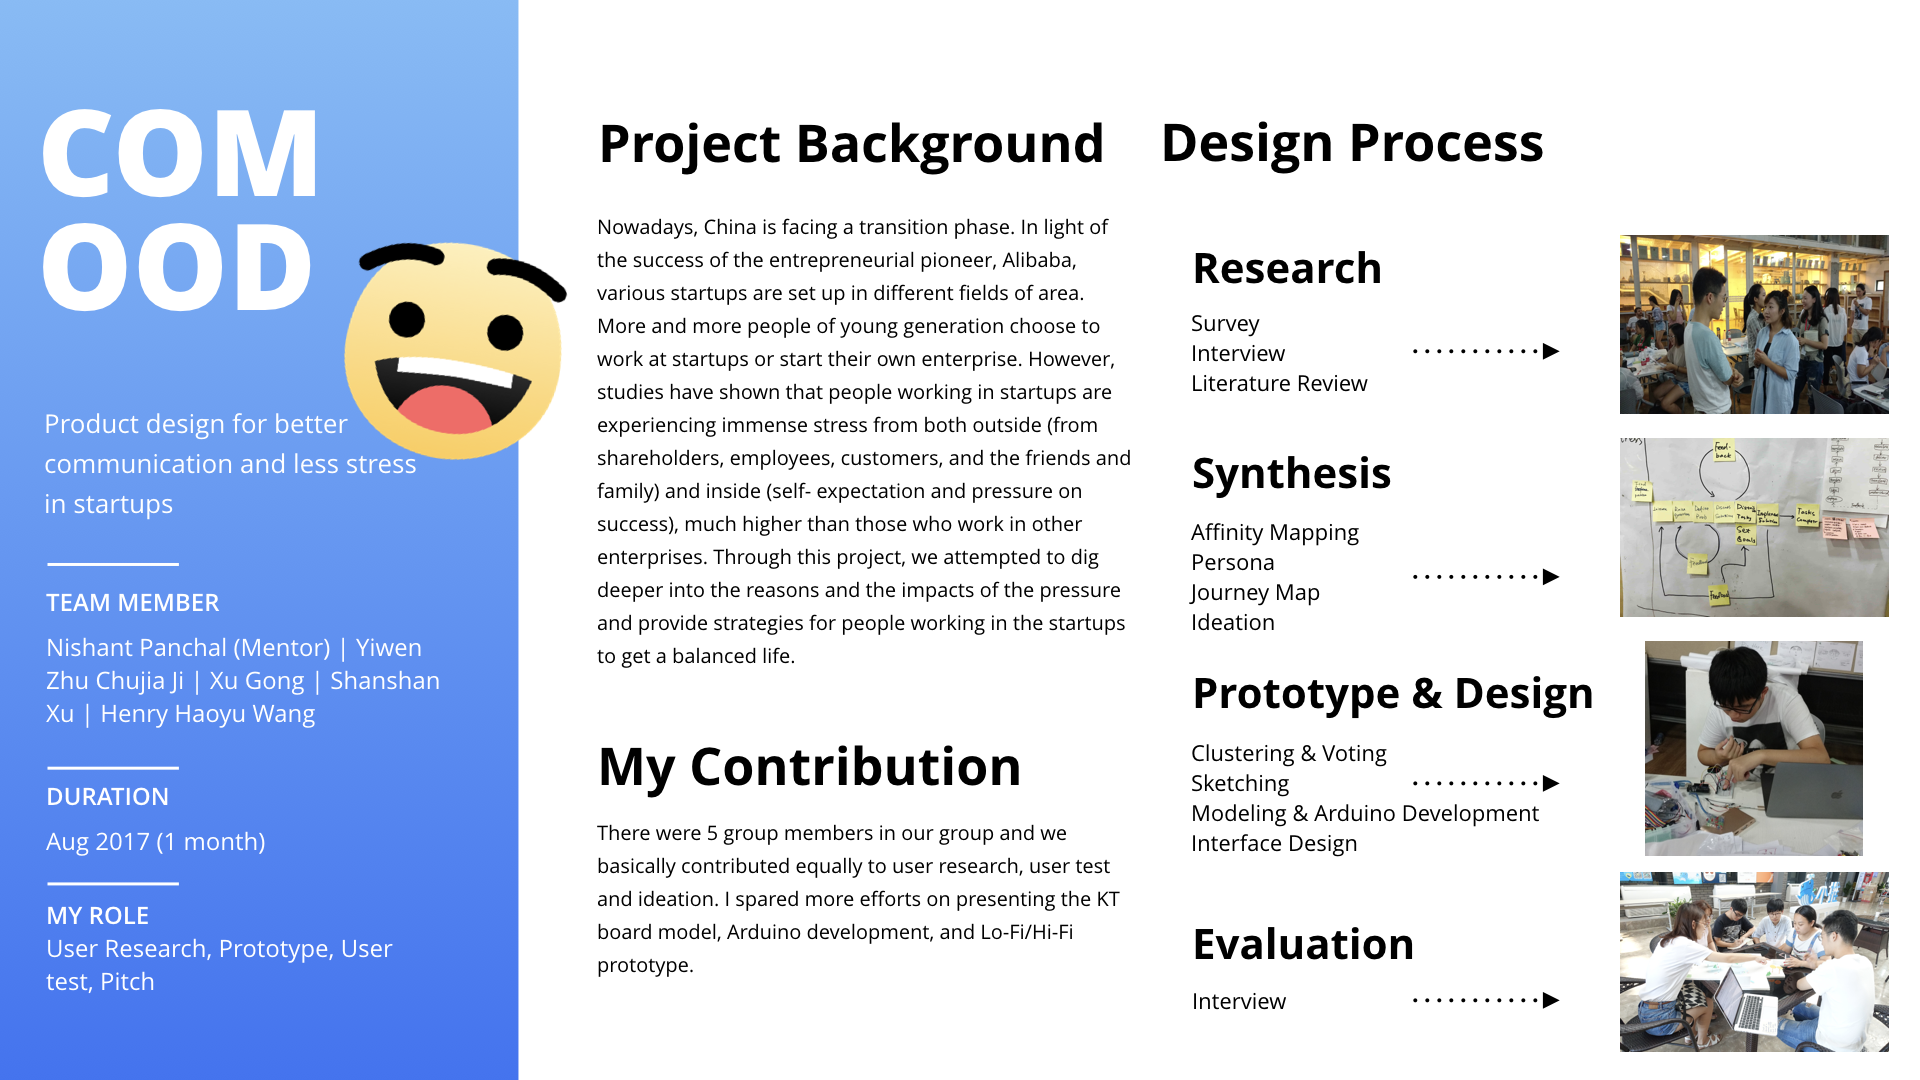 COM
OOD
Product design for better
communication and less stress
in startups
TEAM MEMBER
Nishant Panchal (Mentor) | Yiwen
Zhu Chujia Ji | Xu Gong | Shanshan
Xu | Henry Haoyu Wang
DURATION
Aug 2017 (1 month)
MY ROLE
User Research, Prototype, User
test, Pitch
Project Background
Nowadays, China is facing a transition phase. In light of
the success of the entrepreneurial pioneer, Alibaba,
various startups are set up in different fields of area.
More and more people of young generation choose to
work at startups or start their own enterprise. However,
studies have shown that people working in startups are
experiencing immense stress from both outside (from
shareholders, employees, customers, and the friends and
family) and inside (self- expectation and pressure on
success), much higher than those who work in other
enterprises. Through this project, we attempted to dig
deeper into the reasons and the impacts of the pressure
and provide strategies for people working in the startups
to get a balanced life.
My Contribution
There were 5 group members in our group and we
basically contributed equally to user research, user test
and ideation. I spared more efforts on presenting the KT
board model, Arduino development, and Lo-Fi/Hi-Fi
prototype.
Design Process
Research
Survey
Interview
Literature Review
Synthesis
Affinity Mapping
Persona
Journey Map
Ideation
Feed-
back
Tasks
Set
Goals
Prototype & Design
Clustering & Voting
Sketching
Modeling & Arduino Development
Interface Design
Evaluation
Interview